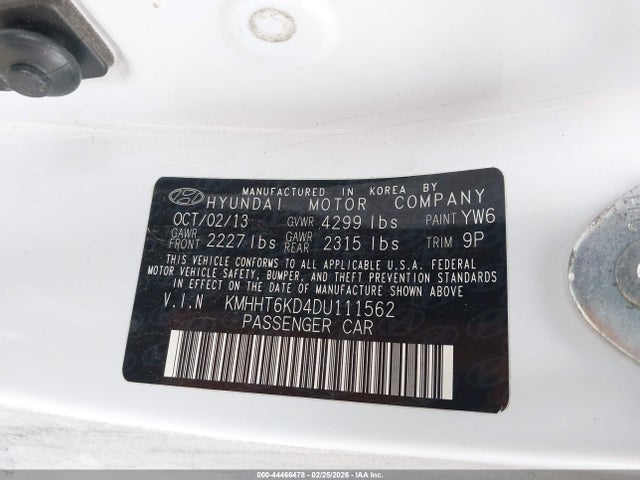 MANUFACTURED IN KOREA BY
HYUNDAI MOTOR COMPANY
OCT/02/13 GVWR 4299 lbs PAINT YW6
GAWR FRONT 2227 lbs GAWR REAR 2315 lbs TRIM 9P
THIS VEHICLE CONFORMS TO ALL APPLICABLE U.S.A. FEDERAL
MOTOR VEHICLE SAFETY, BUMPER, AND THEFT PREVENTION STANDARDS
IN EFFECT ON THE DATE OF MANUFACTURE SHOWN ABOVE.
V.I.N KMHHT6KD4DU111562
PASSENGER CAR
000-44466478 - 02/25/2026 - IAA Inc.